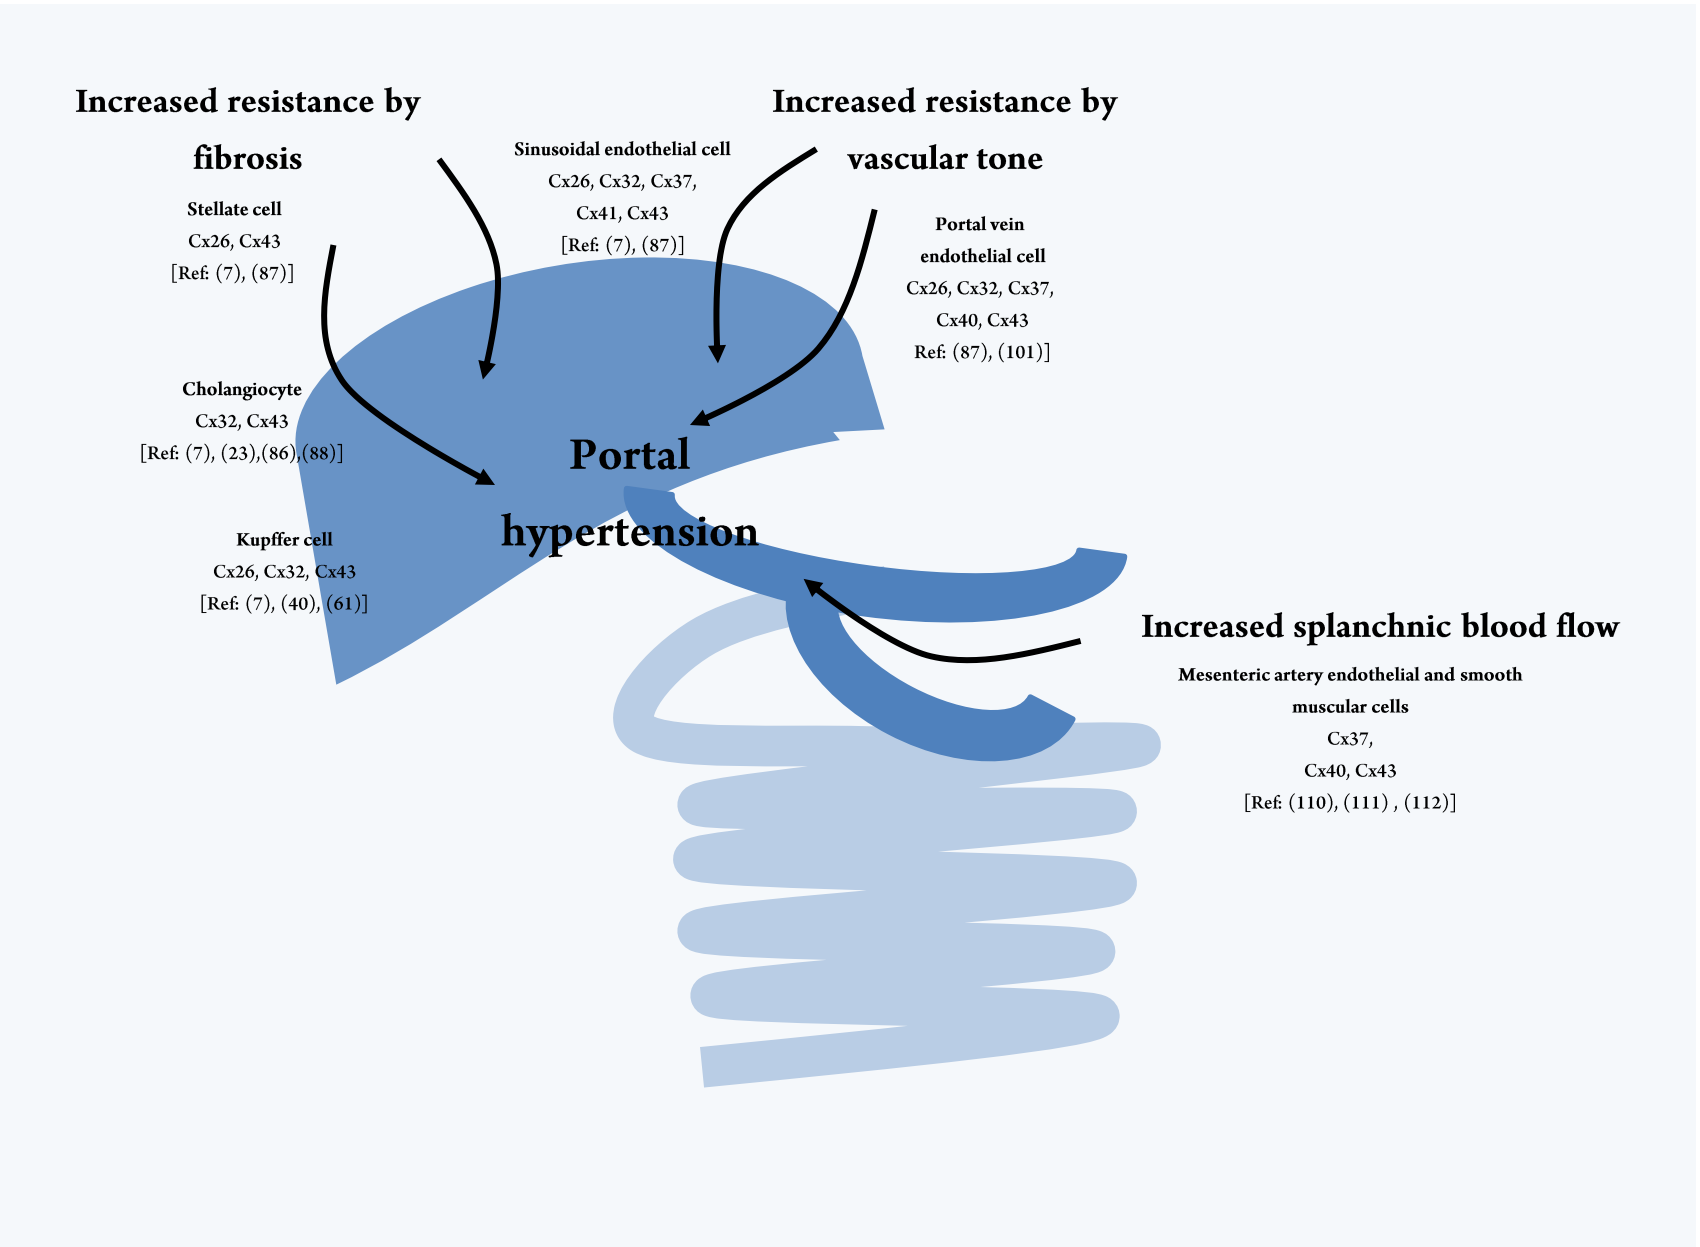 Increased resistance by
fibrosis
Stellate cell
Cx26, Cx43
[Ref: (7), (87)]
Cholangiocyte
Cx32, Cx43
[Ref: (7), (23),(86),(88)]
Kupffer cell
Cx26, Cx32, Cx43
[Ref: (7), (40), (61)]
Sinusoidal endothelial cell
Cx26, Cx32, Cx37,
Cx41, Cx43
[Ref: (7), (87)]
Increased resistance by
vascular tone
Portal vein
endothelial cell
Cx26, Cx32, Cx37,
Cx40, Cx43
Ref: (87), (101)]
Portal
hypertension
Increased splanchnic blood flow
Mesenteric artery endothelial and smooth
muscular cells
Cx37,
Cx40, Cx43
[Ref: (110), (111) , (112)]